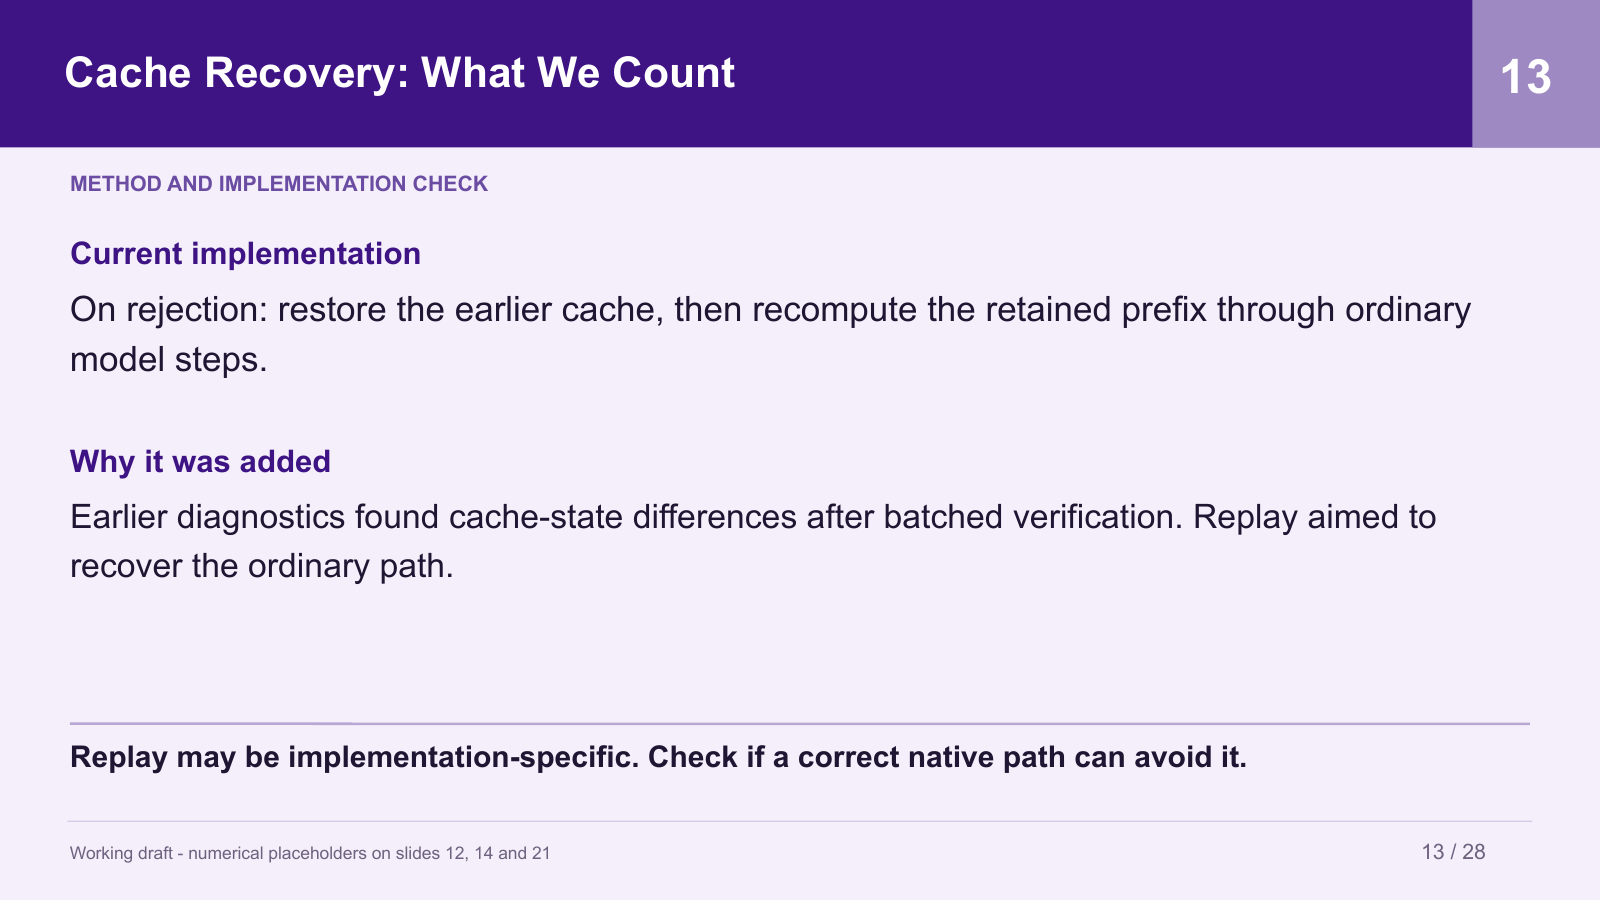 Cache Recovery: What We Count
13
METHOD AND IMPLEMENTATION CHECK
Current implementation
On rejection: restore the earlier cache, then recompute the retained prefix through ordinary
model steps.
Why it was added
Earlier diagnostics found cache-state differences after batched verification. Replay aimed to
recover the ordinary path.
Replay may be implementation-specific. Check if a correct native path can avoid it.
Working draft - numerical placeholders on slides 12, 14 and 21
13 / 28